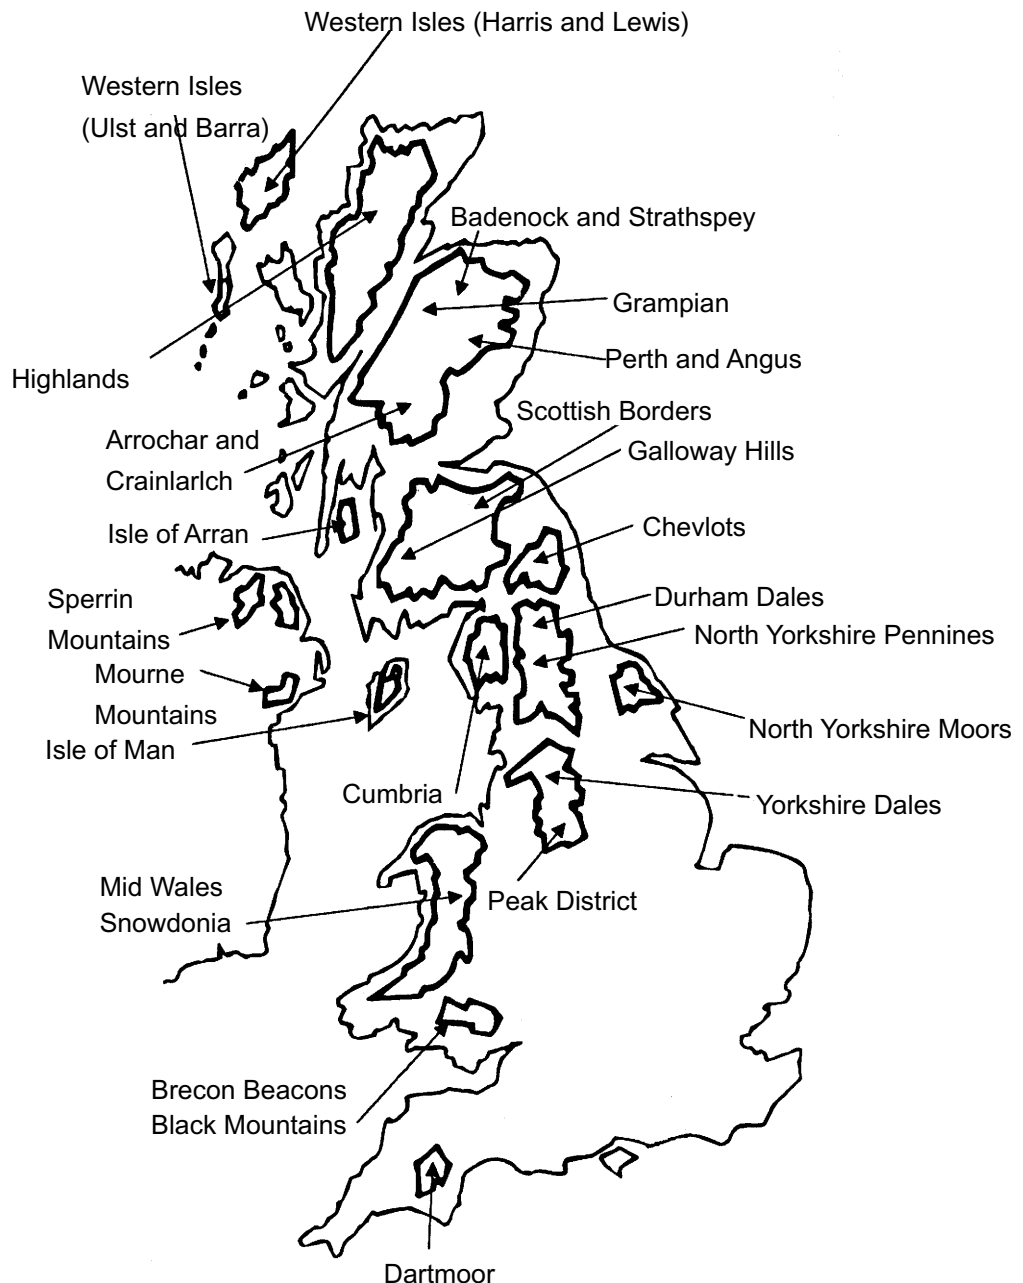 Western Isles (Harris and Lewis)
Western Isles
(Ulst and Barra)
Badenock and Strathspey
Grampian
Perth and Angus
Highlands
Scottish Borders
Arrochar and
Crainlarlch
Galloway Hills
Isle of Arran
Chevlots
Sperrin
Mountains
Durham Dales
North Yorkshire Pennines
Mourne
Mountains
Isle of Man
North Yorkshire Moors
Cumbria
Yorkshire Dales
Mid Wales
Snowdonia
Peak District
Brecon Beacons
Black Mountains
Dartmoor